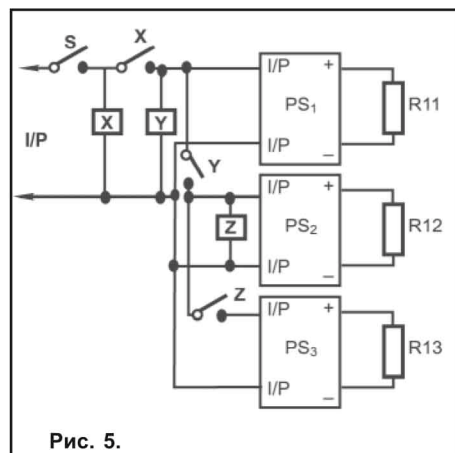 S X
I/P + 
PS1 R11
X Y
I/P
I/P –
Y
I/P +
Z PS2 R12
I/P –
Z
I/P +
PS3 R13
I/P –
Рис. 5.